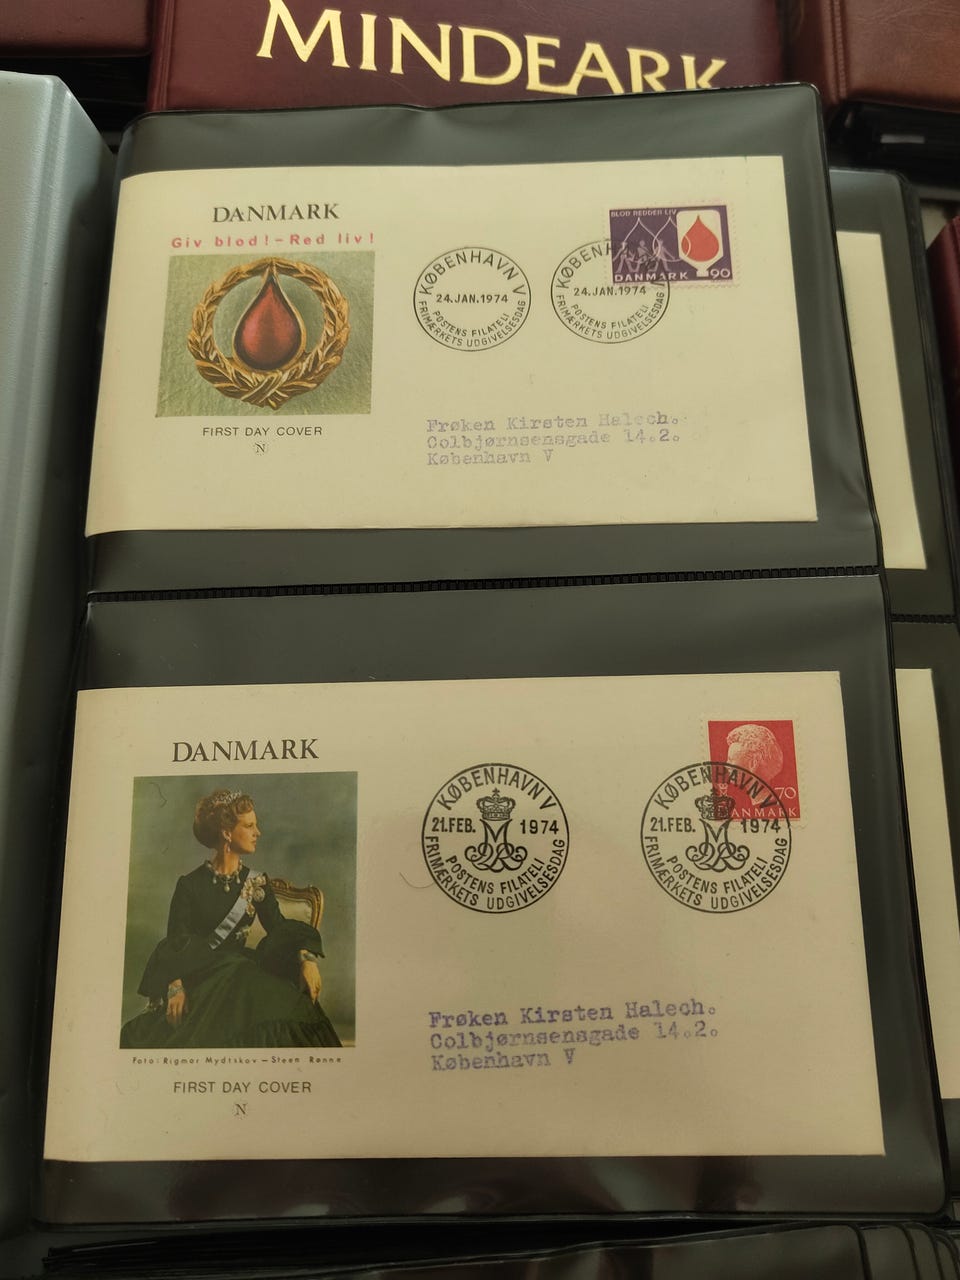 MINDEARK
DANMARK
Giv blod! - Red liv!
FIRST DAY COVER
N
KØBENHAVN V
24.JAN.1974
POSTENS FILATELI
FRIMÆRKETS UDGIVELSESDAG
KØBENHAVN V
24.JAN.1974
POSTENS FILATELI
FRIMÆRKETS UDGIVELSESDAG
BLOD REDDER LIV
DANMARK 90
Frøken Kirsten Halech.
Colbjørnsensgade 14.2.
København V
DANMARK
Foto: Rigmor Mydtskov - Steen Rønne
FIRST DAY COVER
N
KØBENHAVN V
21.FEB. 1974
POSTENS FILATELI
FRIMÆRKETS UDGIVELSESDAG
KØBENHAVN V
21.FEB. 1974
POSTENS FILATELI
FRIMÆRKETS UDGIVELSESDAG
70
DANMARK
Frøken Kirsten Halech.
Colbjørnsensgade 14.2.
København V